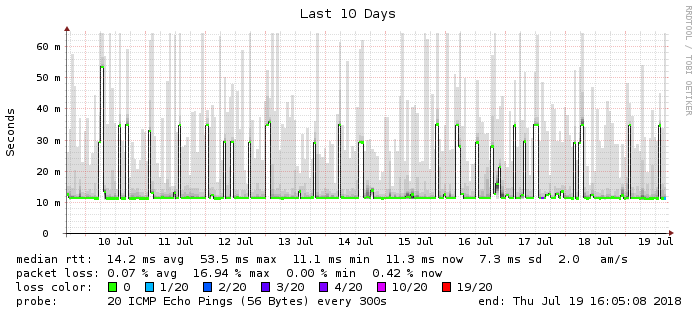 Last 10 Days
RRDTOOL / TOBI OETIKER
Seconds
60 m
50 m
40 m
30 m
20 m
10 m
0
10 Jul 11 Jul 12 Jul 13 Jul 14 Jul 15 Jul 16 Jul 17 Jul 18 Jul 19 Jul
median rtt: 14.2 ms avg 53.5 ms max 11.1 ms min 11.3 ms now 7.3 ms sd 2.0 am/s
packet loss: 0.07 % avg 16.94 % max 0.00 % min 0.42 % now
loss color: 0 1/20 2/20 3/20 4/20 10/20 19/20
probe: 20 ICMP Echo Pings (56 Bytes) every 300s end: Thu Jul 19 16:05:08 2018